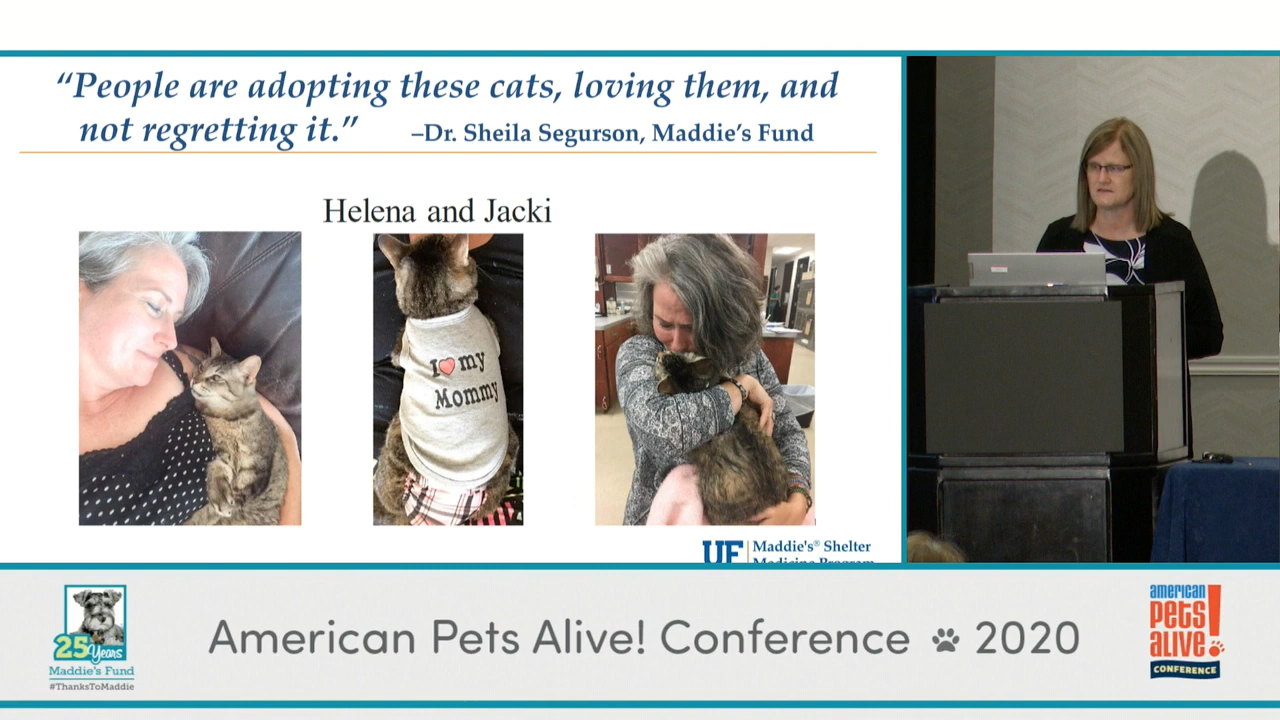 “People are adopting these cats, loving them, and
not regretting it.” –Dr. Sheila Segurson, Maddie’s Fund
Helena and Jacki
I my
Mommy
UF Maddie's® Shelter
Medicine Program
25 Years
Maddie's Fund
#ThanksToMaddie
American Pets Alive! Conference 2020
american
PETS
ALIVE!
CONFERENCE